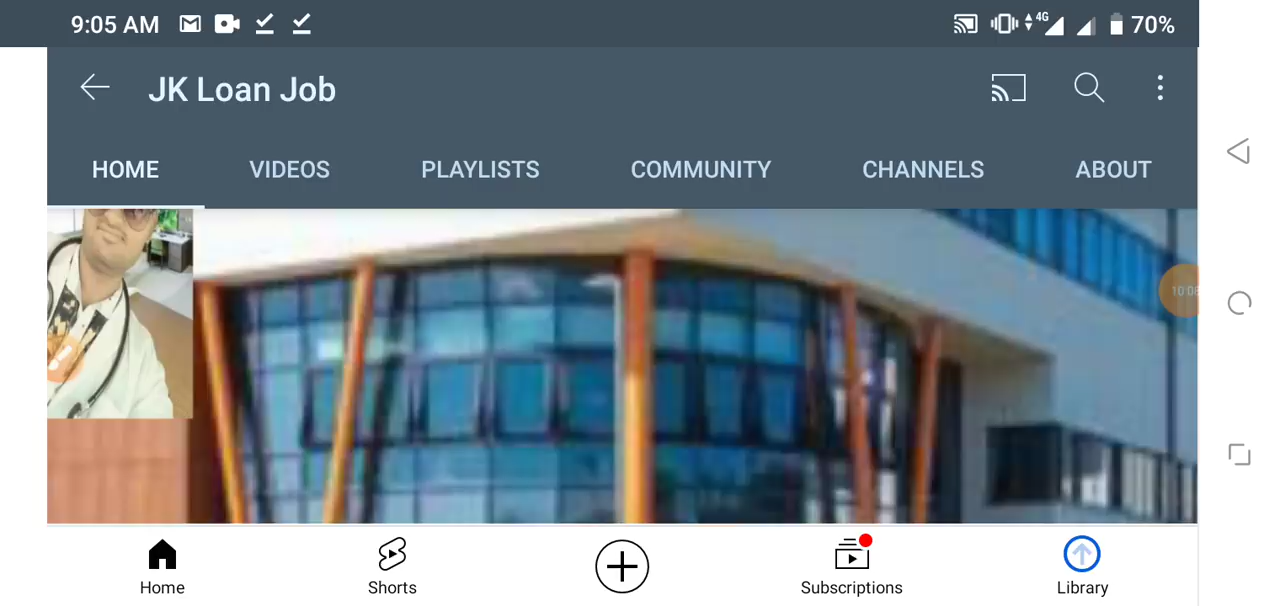 9:05 AM 4G 70%
JK Loan Job
HOME VIDEOS PLAYLISTS COMMUNITY CHANNELS ABOUT
Home Shorts Subscriptions Library